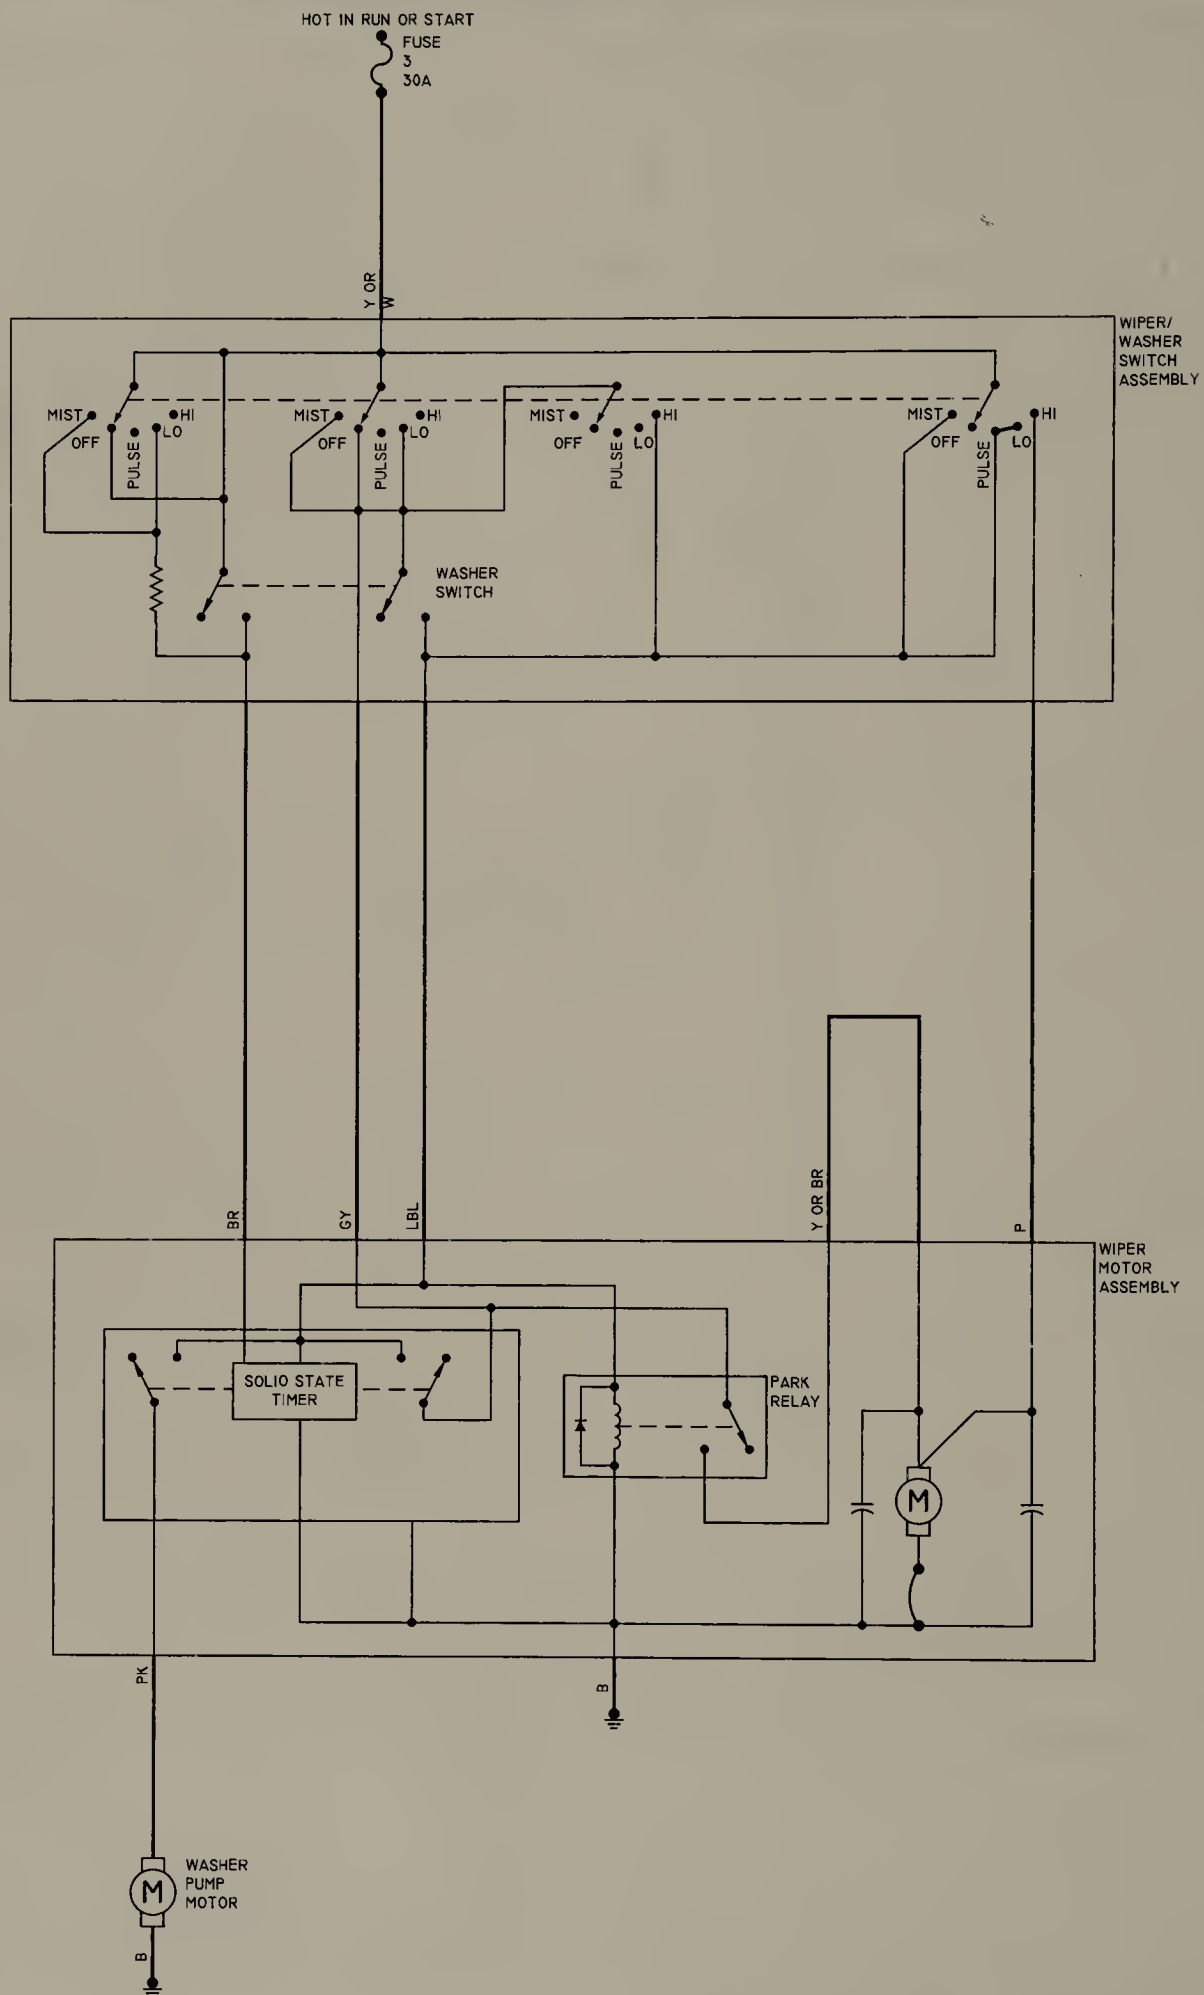 HOT IN RUN OR START
FUSE
3
30A
Y OR
W
WIPER/
WASHER
SWITCH
ASSEMBLY
MIST
OFF
PULSE
LO
HI
MIST
OFF
PULSE
LO
HI
MIST
OFF
PULSE
LO
HI
MIST
OFF
PULSE
LO
HI
WASHER
SWITCH
BR
GY
LBL
Y OR BR
P
WIPER
MOTOR
ASSEMBLY
SOLIO STATE
TIMER
PARK
RELAY
M
PK
B
WASHER
PUMP
MOTOR
M
B